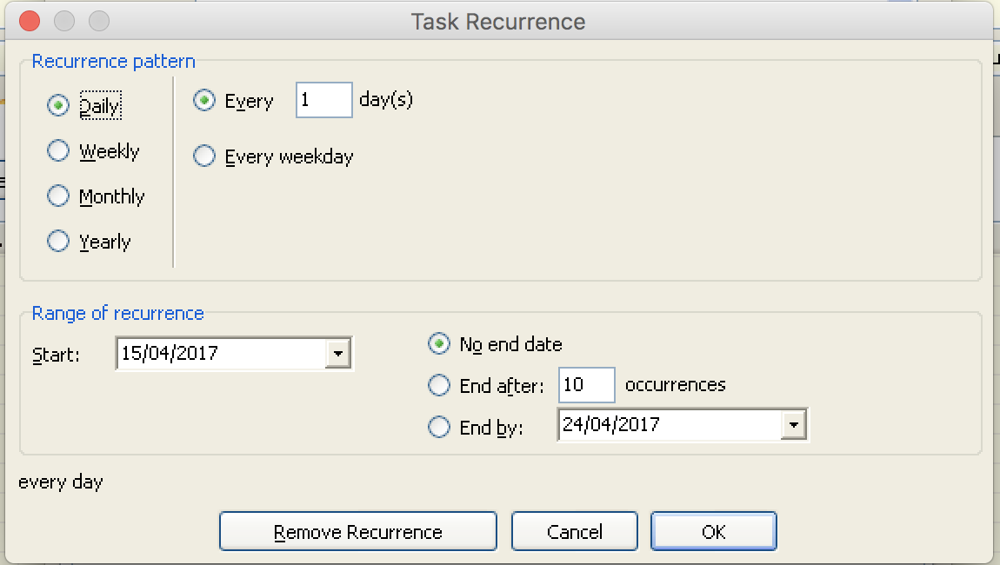 Task Recurrence
Recurrence pattern
Daily
Every 1 day(s)
Weekly
Every weekday
Monthly
Yearly
Range of recurrence
Start: 15/04/2017
No end date
End after: 10 occurrences
End by: 24/04/2017
every day
Remove Recurrence
Cancel
OK